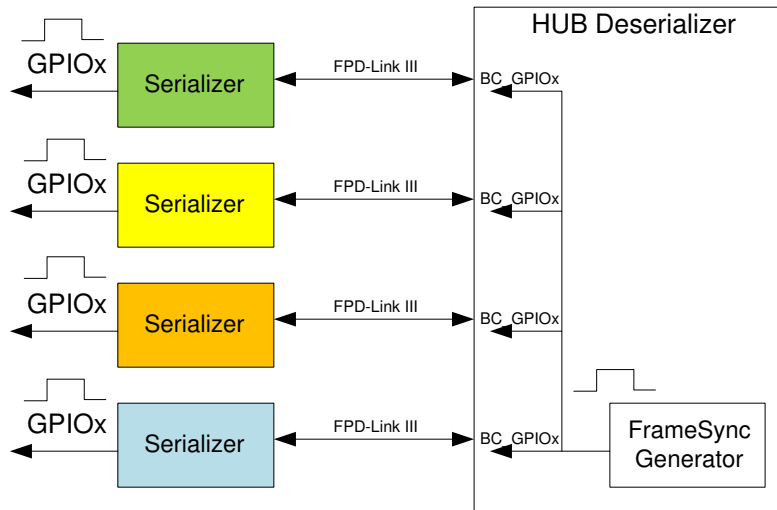 HUB Deserializer
GPIOx
Serializer
FPD-Link III
BC_GPIOx
GPIOx
Serializer
FPD-Link III
BC_GPIOx
GPIOx
Serializer
FPD-Link III
BC_GPIOx
GPIOx
Serializer
FPD-Link III
BC_GPIOx
FrameSync
Generator